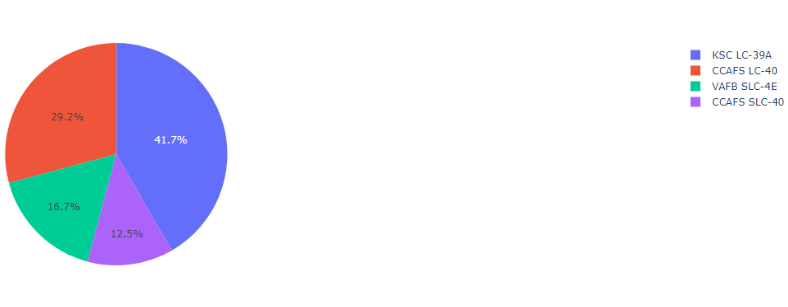 KSC LC-39A
CCAFS LC-40
VAFB SLC-4E
CCAFS SLC-40
29.2%
41.7%
16.7%
12.5%